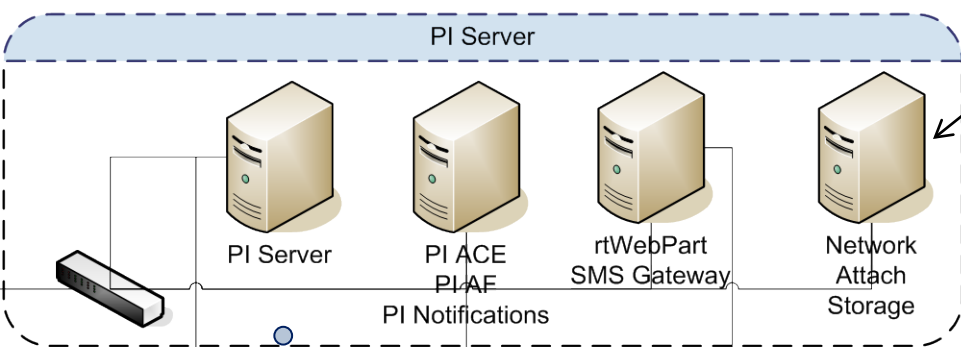 PI Server
PI Server
PI ACE
PI AF
PI Notifications
rtWebPart
SMS Gateway
Network
Attach
Storage